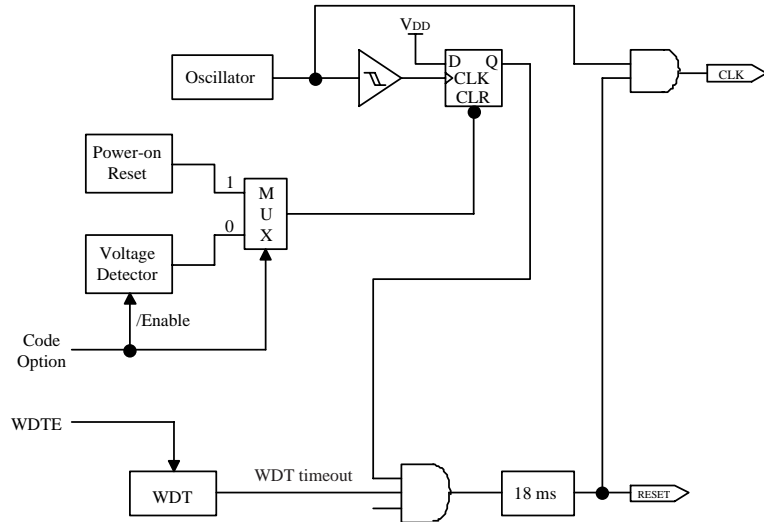 VDD
Oscillator
D Q
CLK
CLR
CLK
Power-on
Reset
1
M
U
X
0
Voltage
Detector
/Enable
Code
Option
WDTE
WDT timeout
WDT
18 ms
RESET